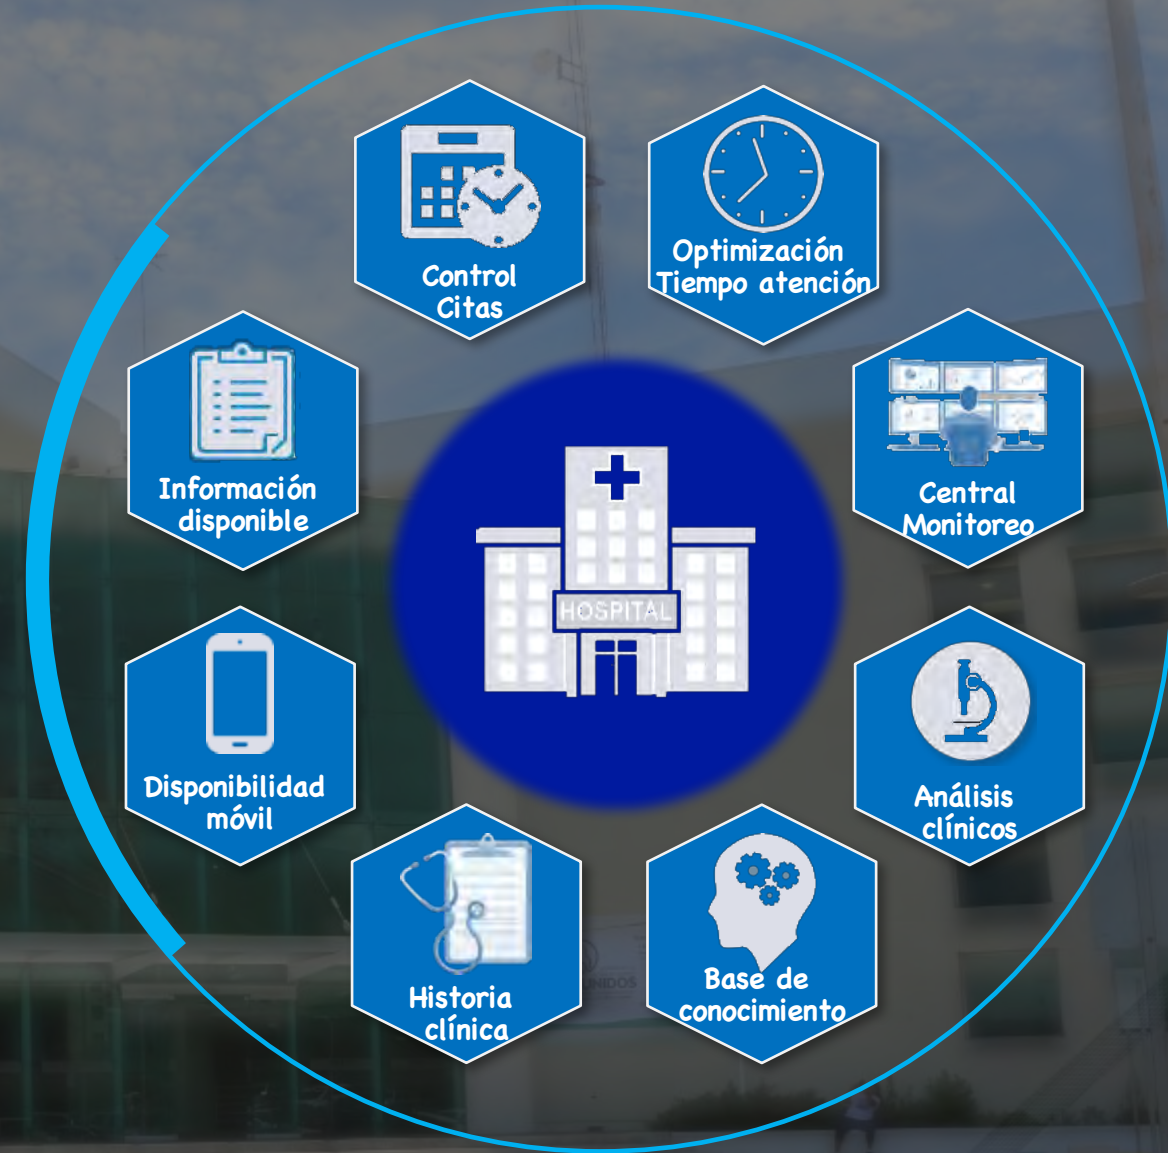 Control
Citas
Optimización
Tiempo atención
Información
disponible
Central
Monitoreo
HOSPITAL
Disponibilidad
móvil
Análisis
clínicos
Historia
clínica
Base de
conocimiento